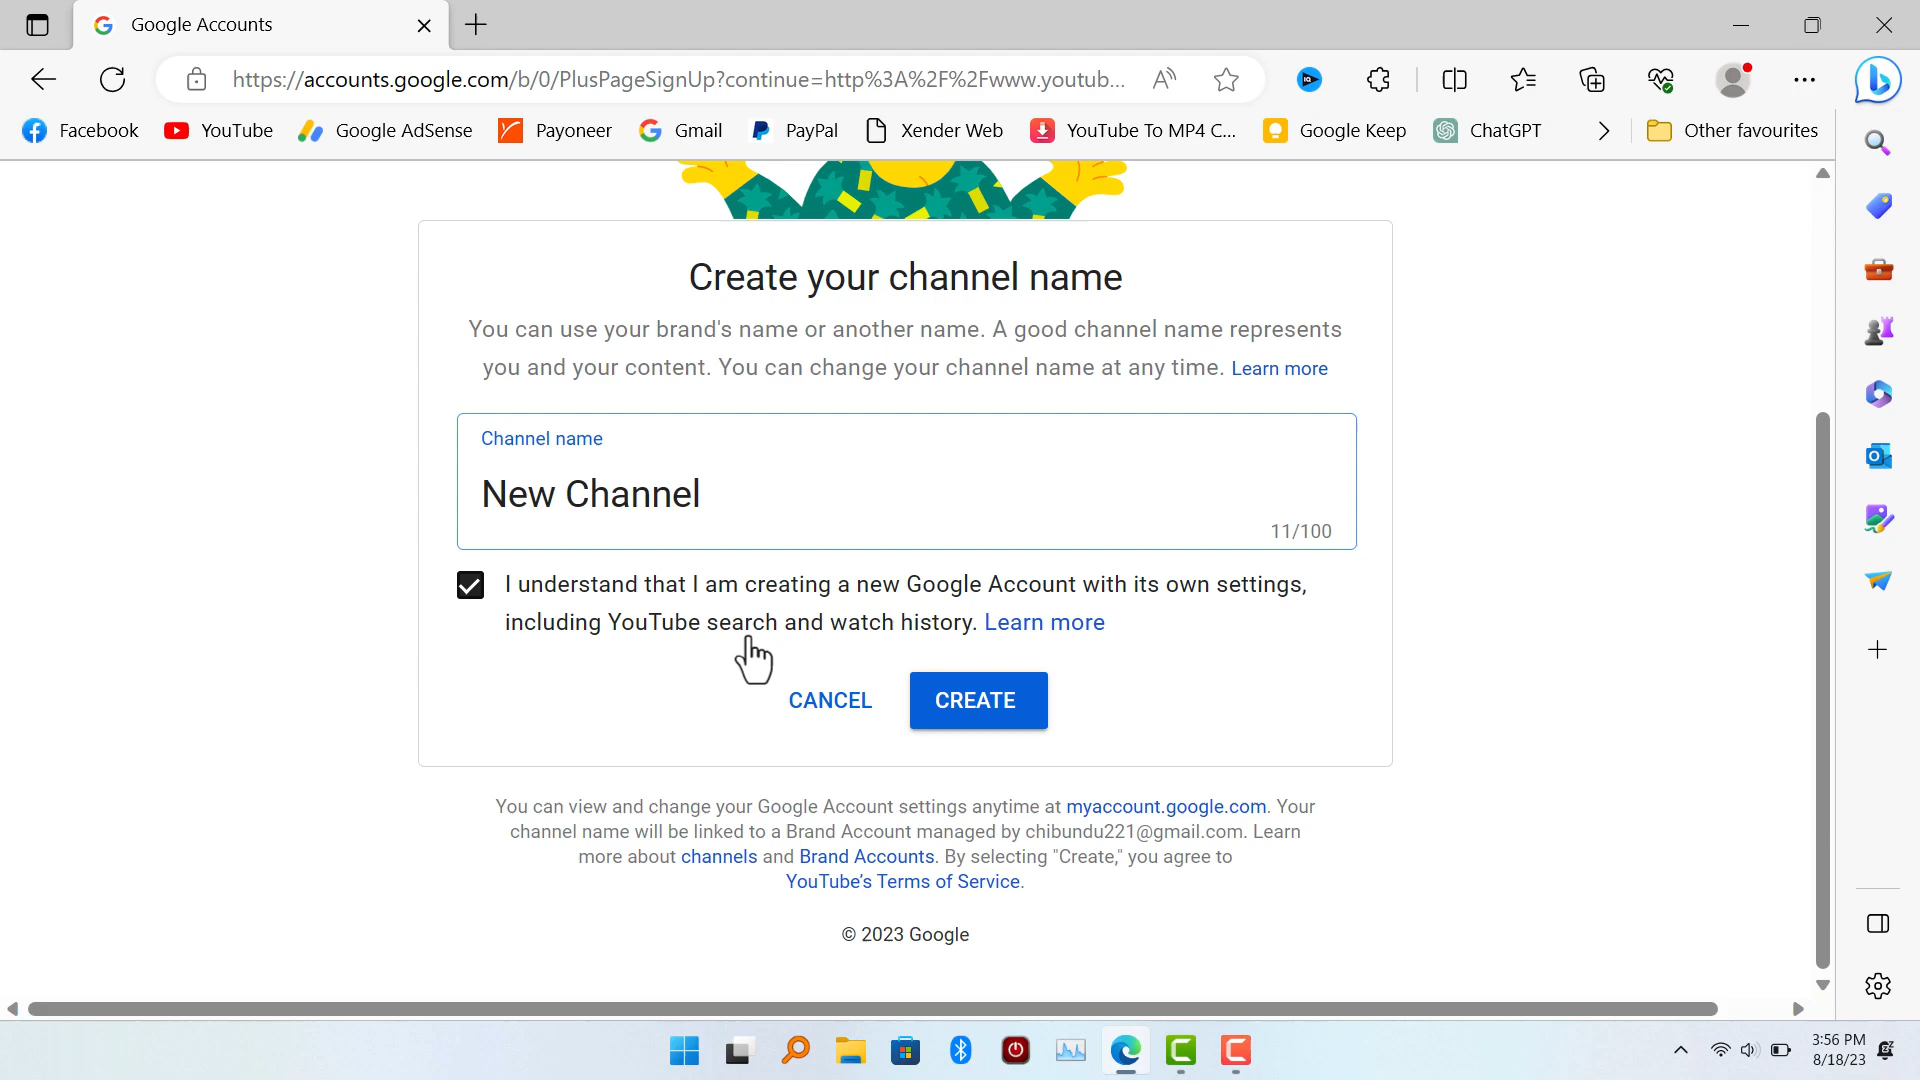 Google Accounts
https://accounts.google.com/b/0/PlusPageSignUp?continue=http%3A%2F%2Fwww.youtub...
Facebook YouTube Google AdSense Payoneer Gmail PayPal Xender Web YouTube To MP4 C... Google Keep ChatGPT Other favourites
Create your channel name
You can use your brand's name or another name. A good channel name represents
you and your content. You can change your channel name at any time. Learn more
Channel name
New Channel
11/100
I understand that I am creating a new Google Account with its own settings,
including YouTube search and watch history. Learn more
CANCEL CREATE
You can view and change your Google Account settings anytime at myaccount.google.com. Your
channel name will be linked to a Brand Account managed by chibundu221@gmail.com. Learn
more about channels and Brand Accounts. By selecting "Create," you agree to
YouTube's Terms of Service.
© 2023 Google
3:56 PM
8/18/23